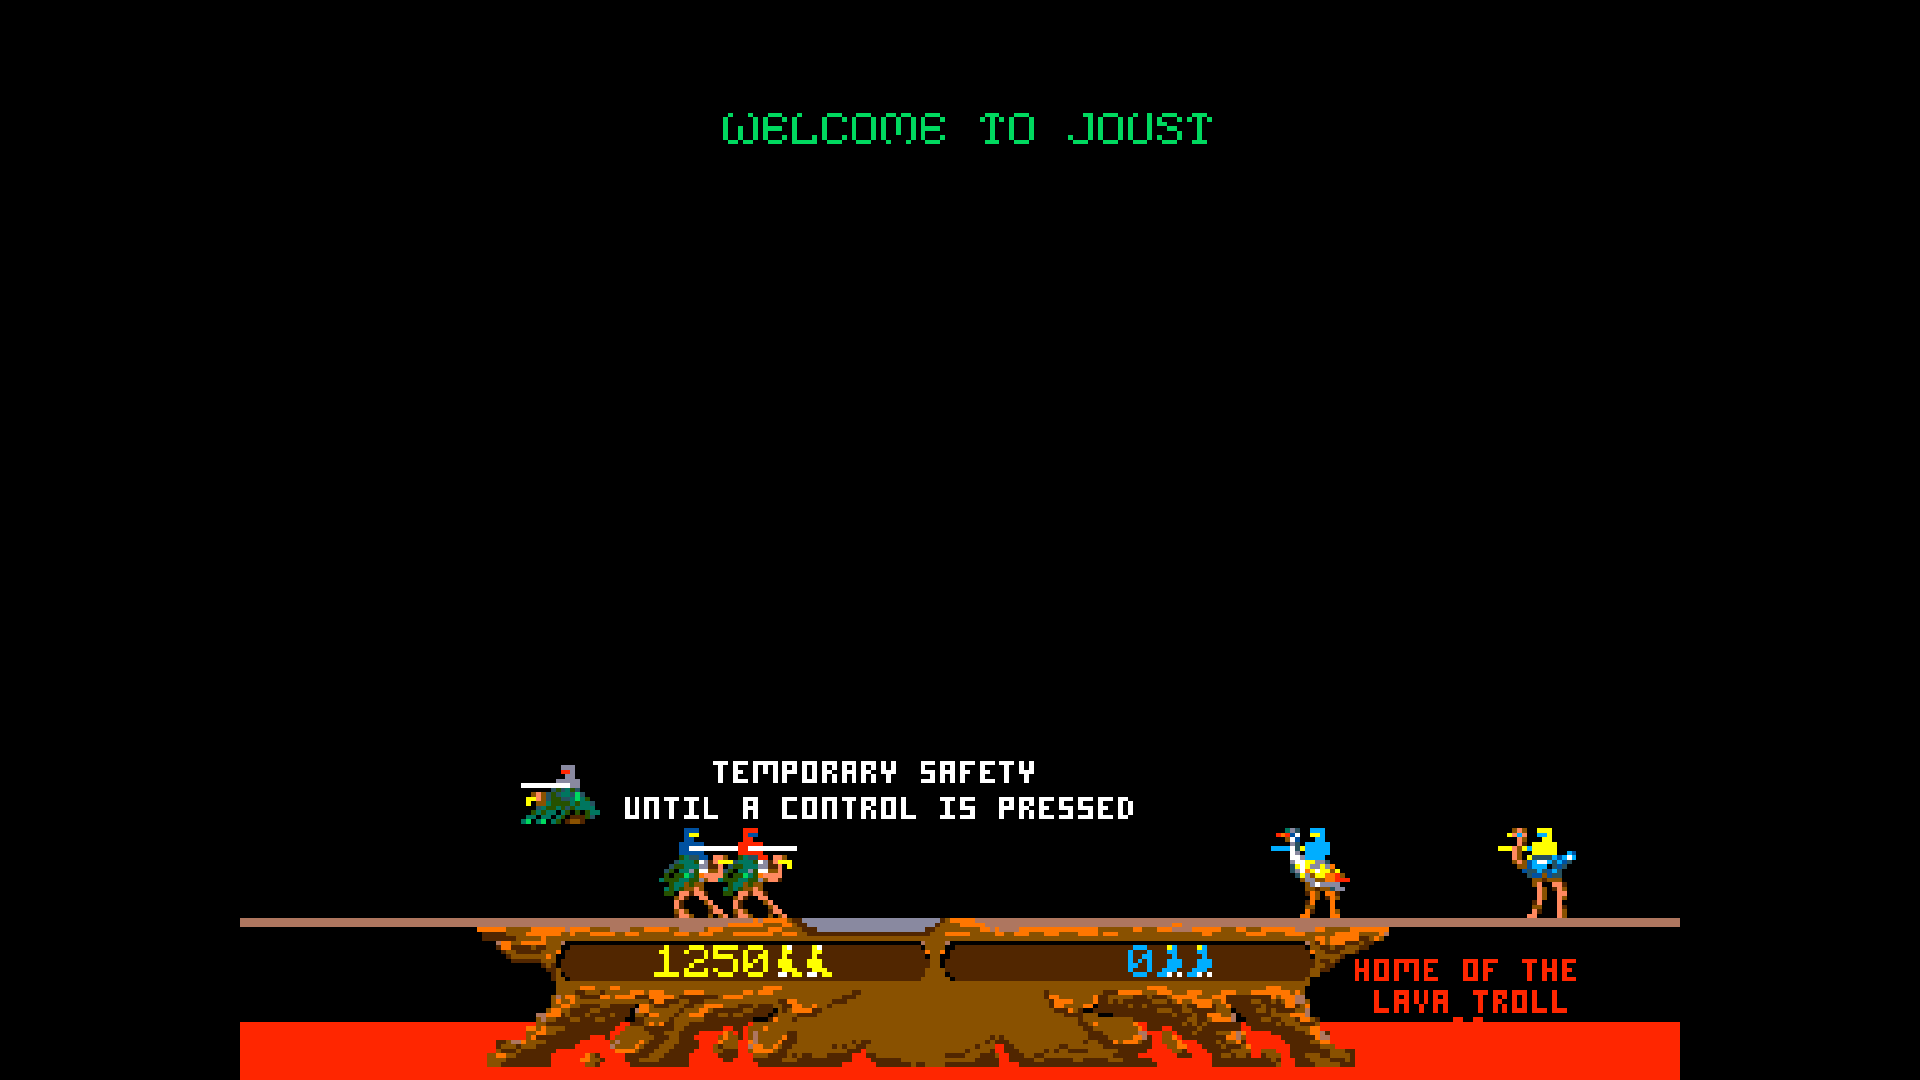 WELCOME TO JOUST
TEMPORARY SAFETY
UNTIL A CONTROL IS PRESSED
1250
0
HOME OF THE
LAVA TROLL